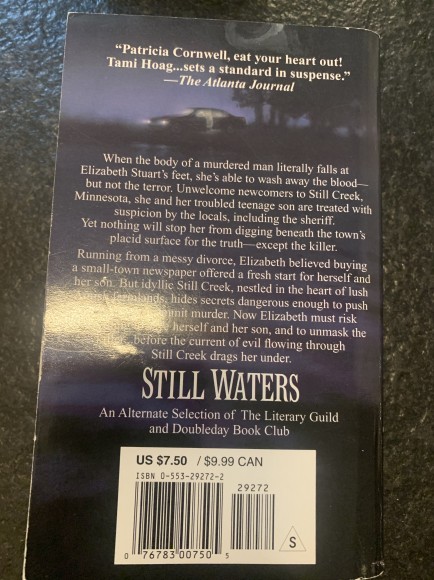 “Patricia Cornwell, eat your heart out!
Tami Hoag...sets a standard in suspense.”
—The Atlanta Journal
When the body of a murdered man literally falls at
Elizabeth Stuart's feet, she's able to wash away the blood—
but not the terror. Unwelcome newcomers to Still Creek,
Minnesota, she and her troubled teenage son are treated with
suspicion by the locals, including the sheriff.
Yet nothing will stop her from digging beneath the town's
placid surface for the truth—except the killer.
Running from a messy divorce, Elizabeth believed buying
a small-town newspaper offered a fresh start for herself and
her son. But idyllic Still Creek, nestled in the heart of lush
farmlands, hides secrets dangerous enough to push
commit murder. Now Elizabeth must risk
herself and her son, and to unmask the
before the current of evil flowing through
Still Creek drags her under.
STILL WATERS
An Alternate Selection of The Literary Guild
and Doubleday Book Club
US $7.50 / $9.99 CAN
ISBN 0-553-29272-2
29272
S
0 76783 00750 5